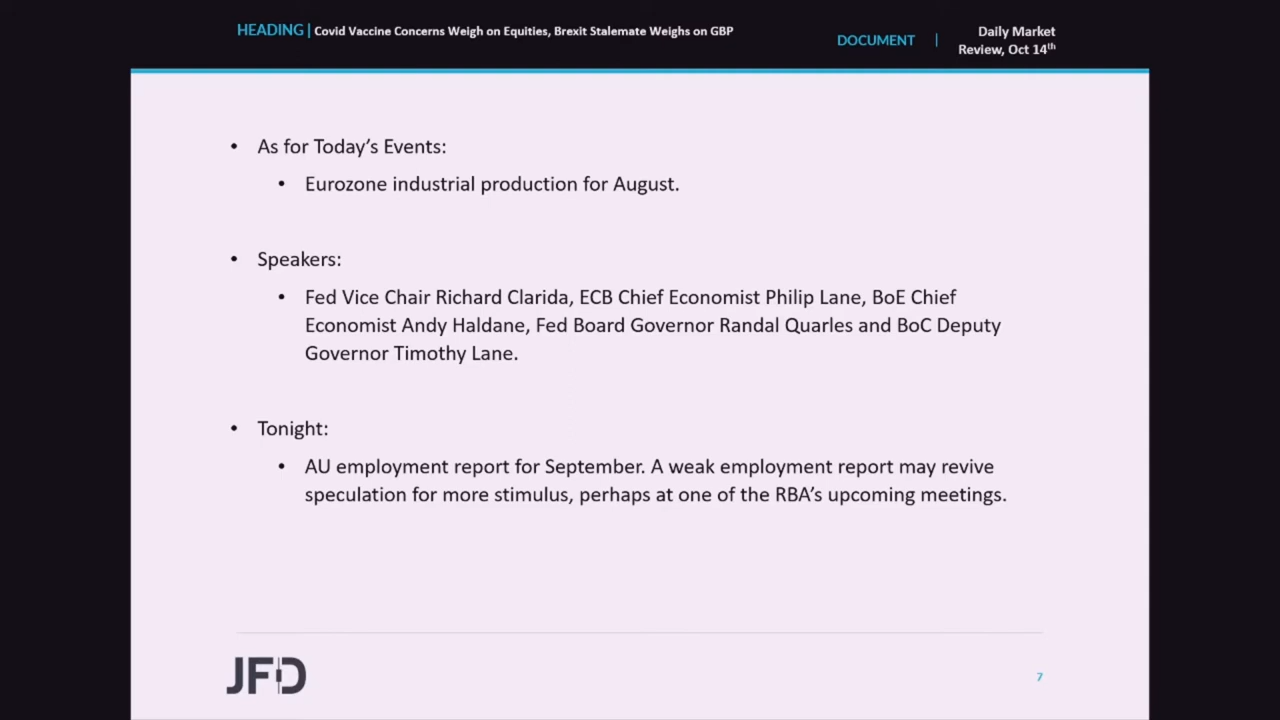 HEADING | Covid Vaccine Concerns Weigh on Equities, Brexit Stalemate Weighs on GBP
DOCUMENT | Daily Market
Review, Oct 14th
• As for Today’s Events:
• Eurozone industrial production for August.
• Speakers:
• Fed Vice Chair Richard Clarida, ECB Chief Economist Philip Lane, BoE Chief
Economist Andy Haldane, Fed Board Governor Randal Quarles and BoC Deputy
Governor Timothy Lane.
• Tonight:
• AU employment report for September. A weak employment report may revive
speculation for more stimulus, perhaps at one of the RBA’s upcoming meetings.
JFD
7